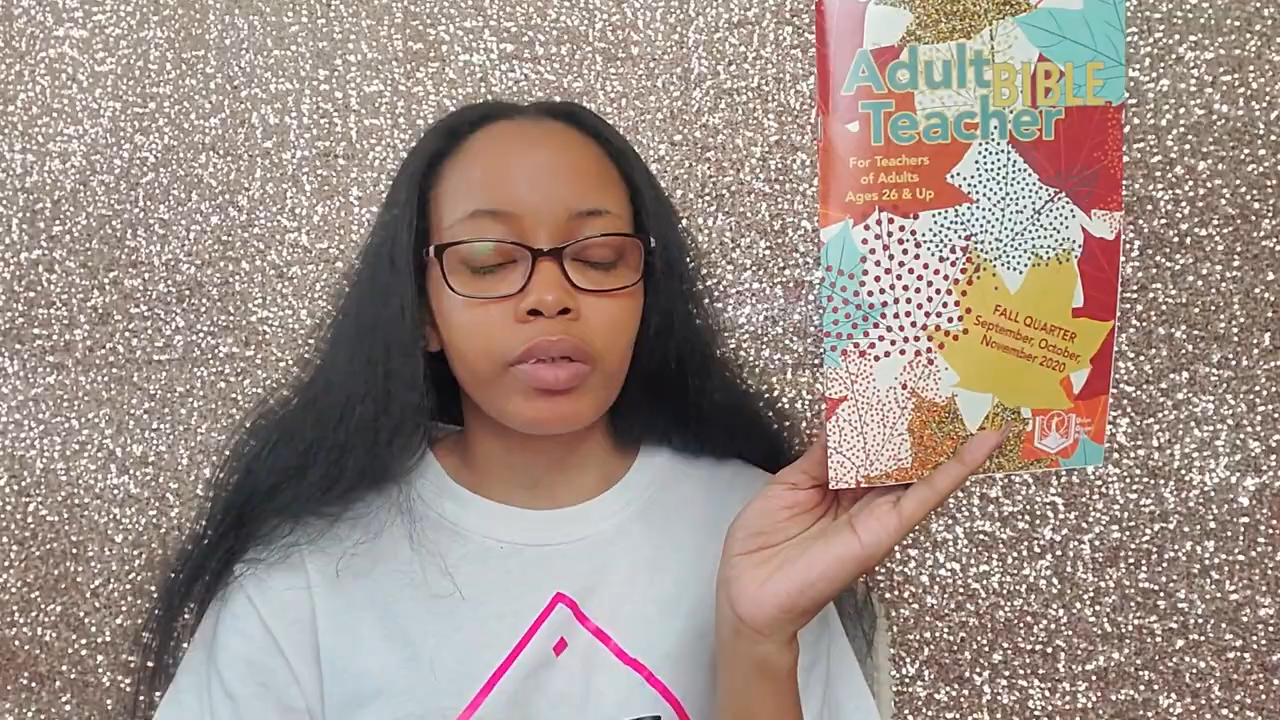 Adult BIBLE
Teacher
For Teachers
of Adults
Ages 26 & Up
FALL QUARTER
September, October,
November 2020